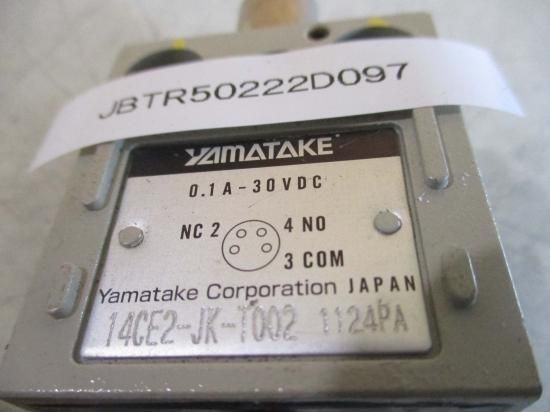 JBTR50222D097
YAMATAKE
0.1A-30VDC
NC 2 4 NO
3 COM
Yamatake Corporation JAPAN
14CE2-JK-T002 1124PA